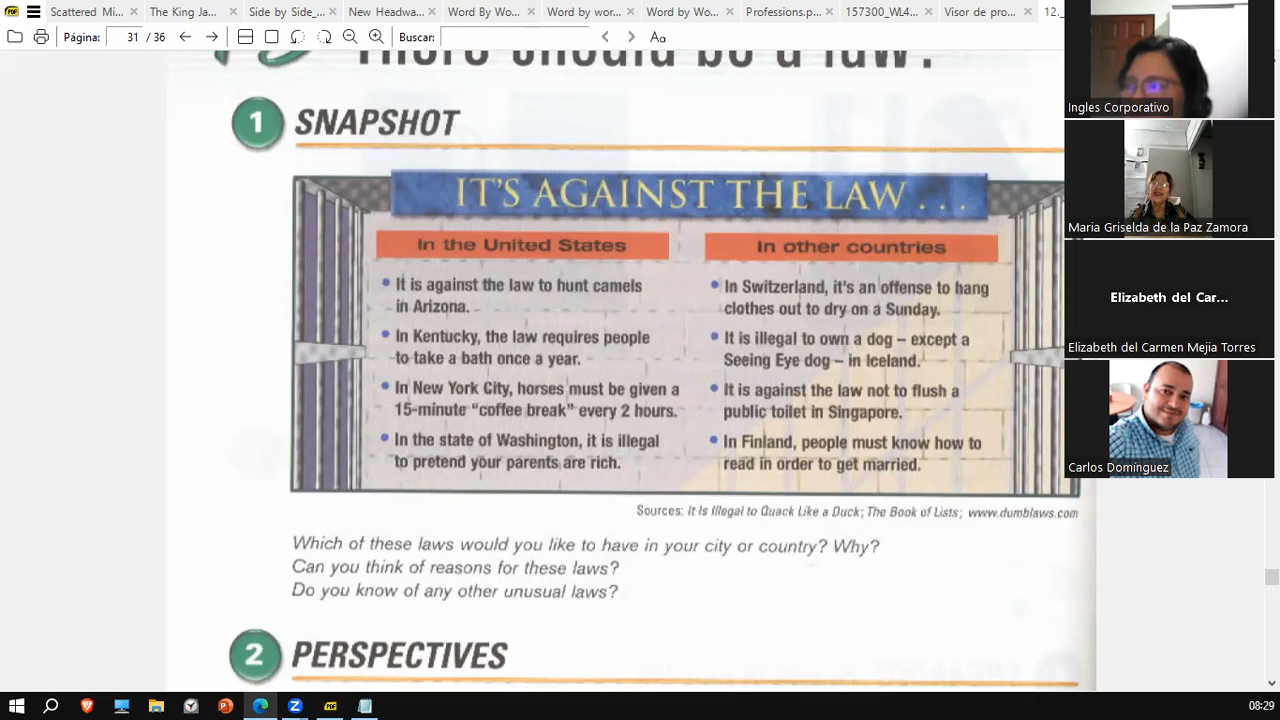 Scattered Mi...
The King Ja...
Side by Side_...
New Headwa...
Word By Wo...
Word by wor...
Word by Wo...
Professions.p...
157300_WL4...
Visor de pro...
12._
Página:
31 / 36
Buscar:
There should be a law!
1 SNAPSHOT
IT'S AGAINST THE LAW . . .
In the United States
• It is against the law to hunt camels
in Arizona.
• In Kentucky, the law requires people
to take a bath once a year.
• In New York City, horses must be given a
15-minute “coffee break” every 2 hours.
• In the state of Washington, it is illegal
to pretend your parents are rich.
In other countries
• In Switzerland, it's an offense to hang
clothes out to dry on a Sunday.
• It is illegal to own a dog – except a
Seeing Eye dog – in Iceland.
• It is against the law not to flush a
public toilet in Singapore.
• In Finland, people must know how to
read in order to get married.
Sources: It Is Illegal to Quack Like a Duck; The Book of Lists; www.dumblaws.com
Which of these laws would you like to have in your city or country? Why?
Can you think of reasons for these laws?
Do you know of any other unusual laws?
2 PERSPECTIVES
Ingles Corporativo
Maria Griselda de la Paz Zamora
Elizabeth del Car...
Elizabeth del Carmen Mejia Torres
Carlos Domínguez
08:29